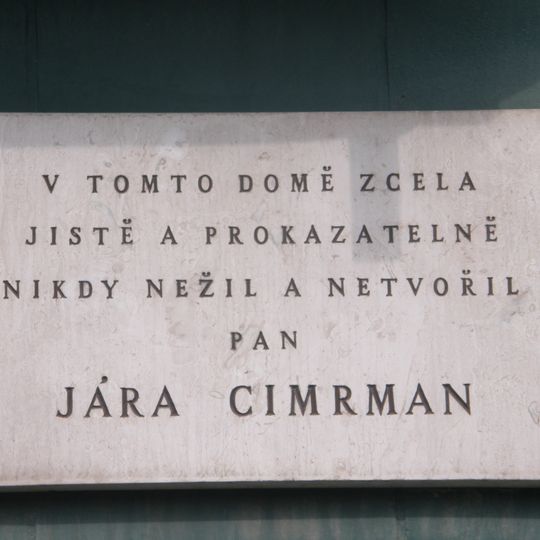 V TOMTO DOMĚ ZCELA
JISTĚ A PROKAZATELNĚ
NIKDY NEŽIL A NETVOŘIL
PAN
JÁRA CIMRMAN